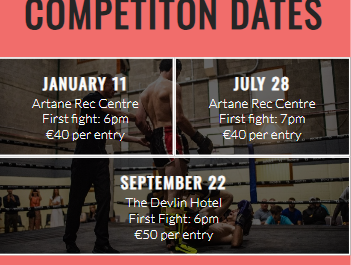 COMPETITON DATES
JANUARY 11
Artane Rec Centre
First fight: 6pm
€40 per entry
JULY 28
Artane Rec Centre
First fight: 7pm
€40 per entry
SEPTEMBER 22
The Devlin Hotel
First Fight: 6pm
€50 per entry